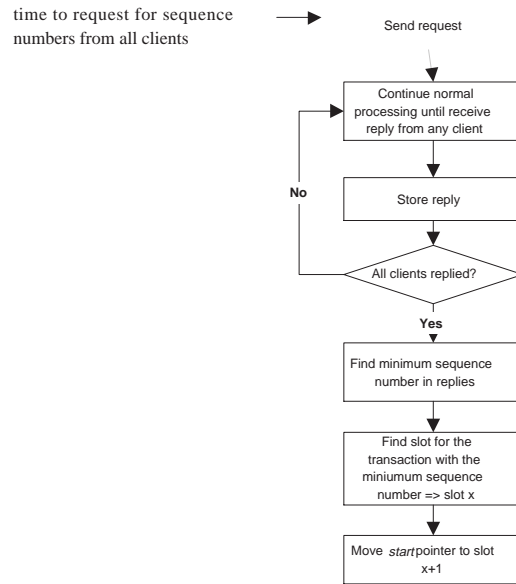 time to request for sequence
numbers from all clients
Send request
Continue normal
processing until receive
reply from any client
No
Store reply
All clients replied?
Yes
Find minimum sequence
number in replies
Find slot for the
transaction with the
miniumum sequence
number => slot x
Move start pointer to slot
x+1